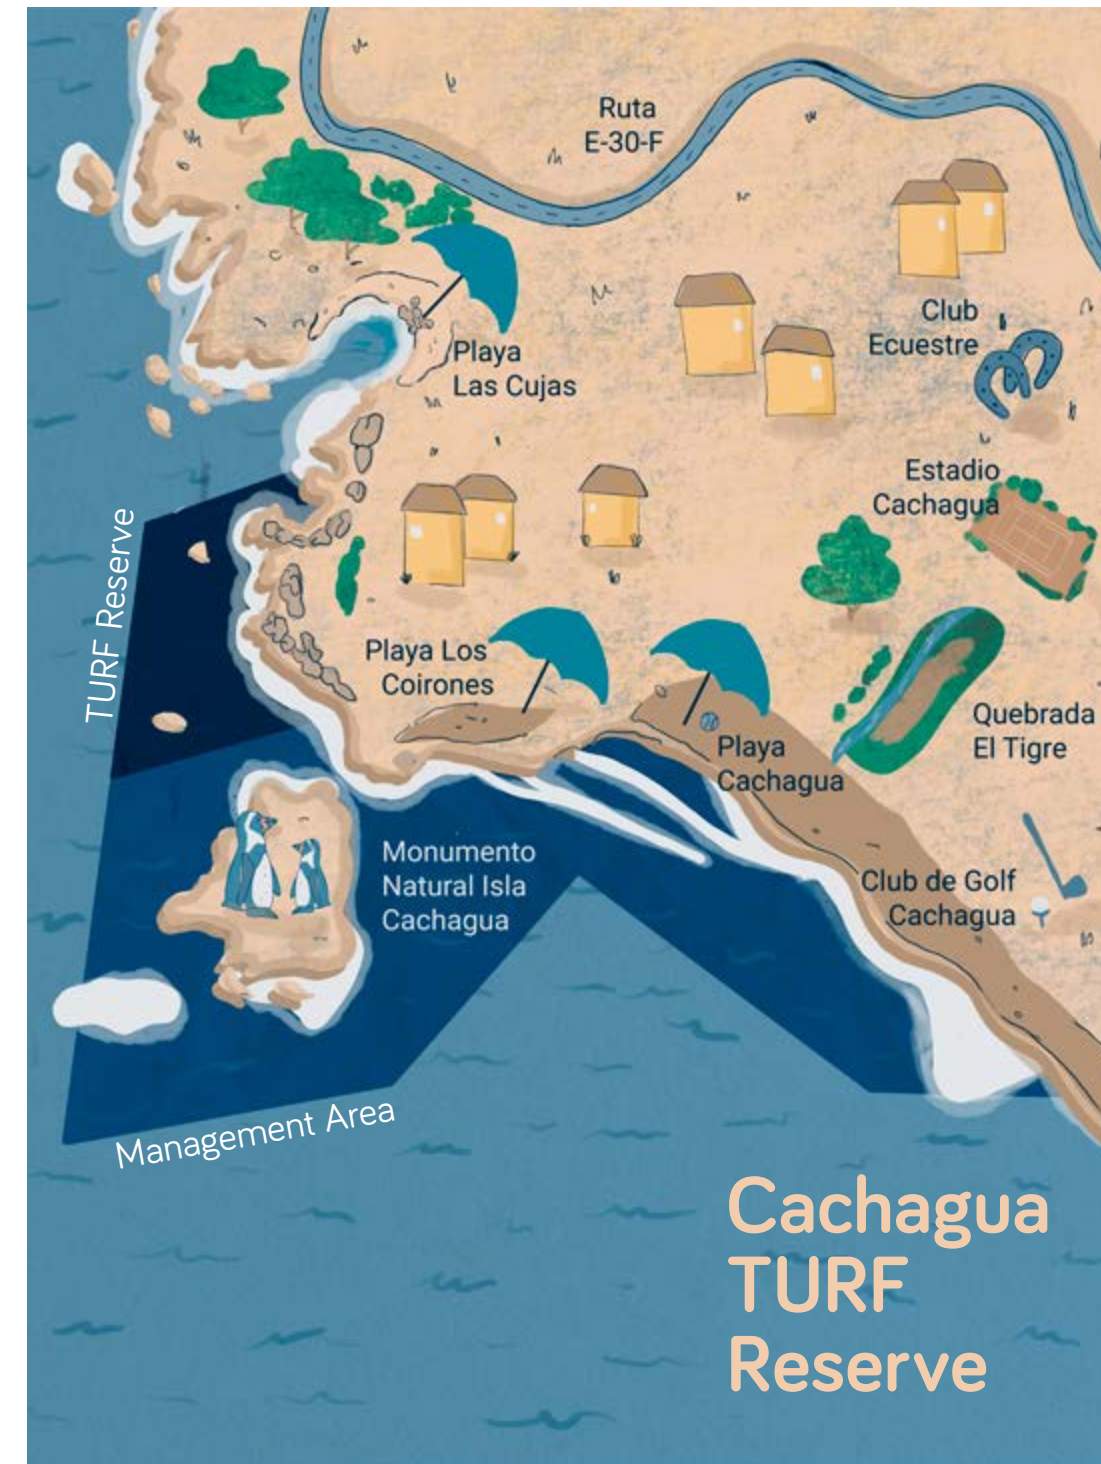 Ruta
E-30-F
Club
Ecuestre
Playa
Las Cujas
Estadio
Cachagua
TURF Reserve
Playa Los
Coirones
Quebrada
El Tigre
Playa
Cachagua
Monumento
Natural Isla
Cachagua
Club de Golf
Cachagua
Management Area
Cachagua
TURF
Reserve